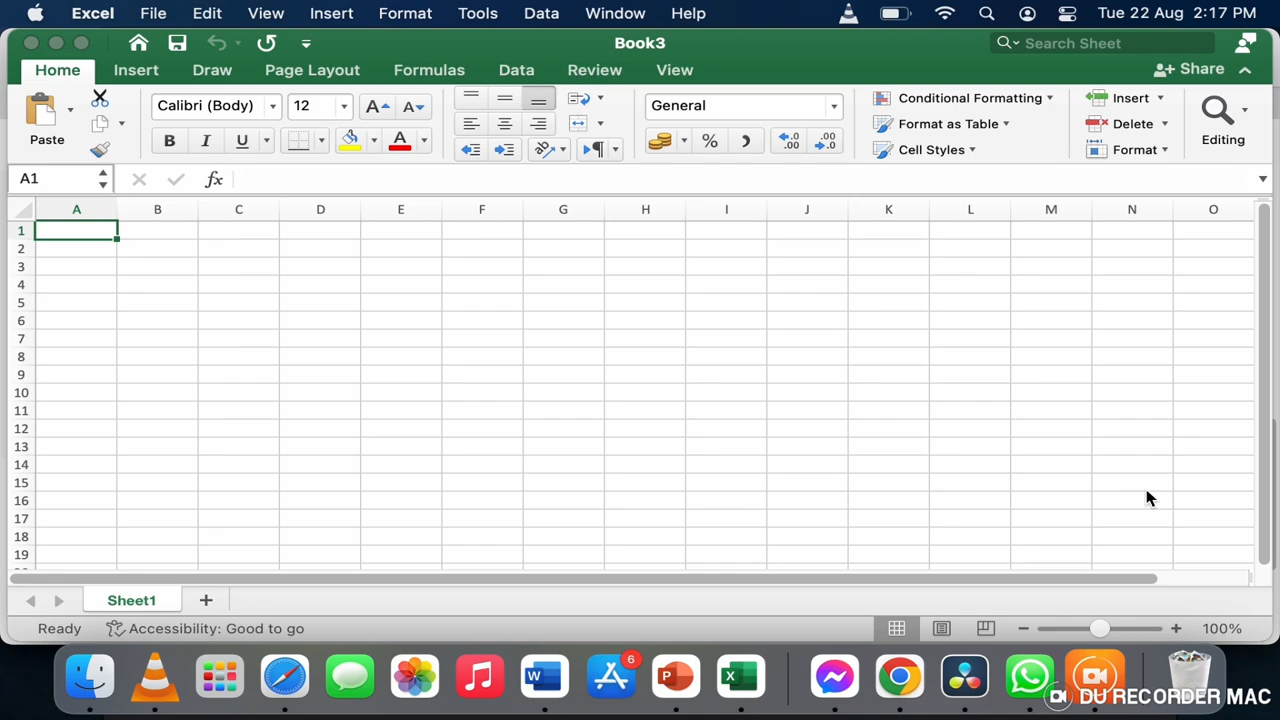 Excel File Edit View Insert Format Tools Data Window Help Tue 22 Aug 2:17 PM
Book3 Search Sheet
Home Insert Draw Page Layout Formulas Data Review View Share
Calibri (Body) 12 General Conditional Formatting Insert
Format as Table Delete
Paste B I U A % Cell Styles Format Editing
A1 fx
A B C D E F G H I J K L M N O
1
2
3
4
5
6
7
8
9
10
11
12
13
14
15
16
17
18
19
Sheet1 +
Ready Accessibility: Good to go 100%
6
W P X
DU RECORDER MAC